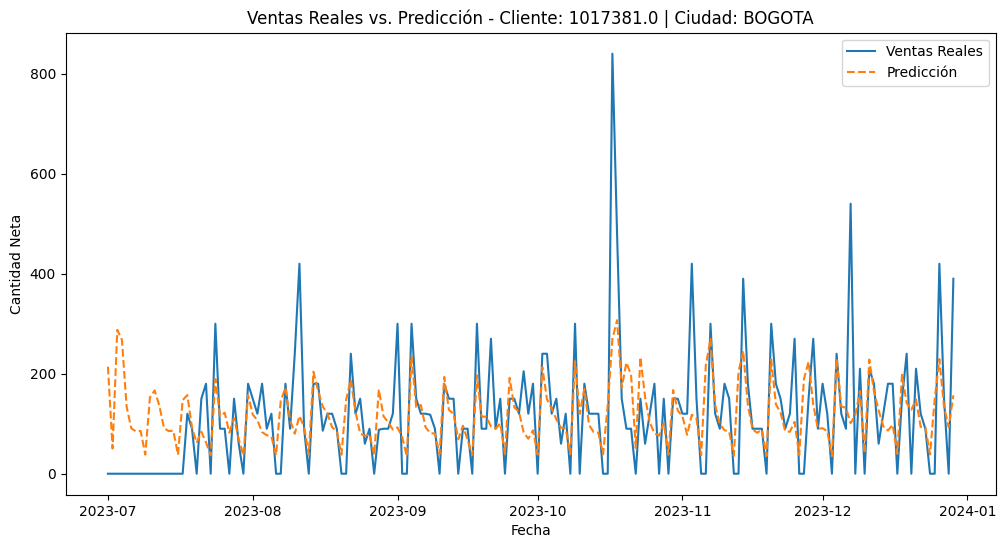 Ventas Reales vs. Predicción - Cliente: 1017381.0 | Ciudad: BOGOTA
Ventas Reales
Predicción
Cantidad Neta
800
600
400
200
0
2023-07
2023-08
2023-09
2023-10
2023-11
2023-12
2024-01
Fecha